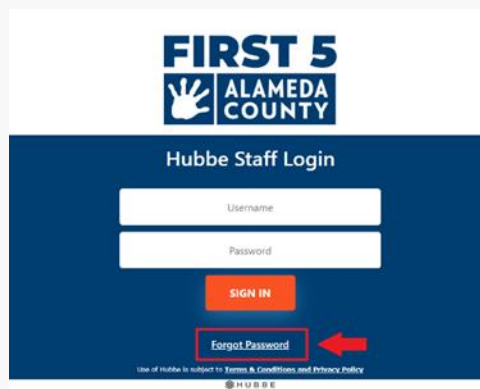 FIRST 5
ALAMEDA
COUNTY
Hubbe Staff Login
Username
Password
SIGN IN
Forgot Password
Use of Hubbe is subject to Terms & Conditions and Privacy Policy
HUBBE